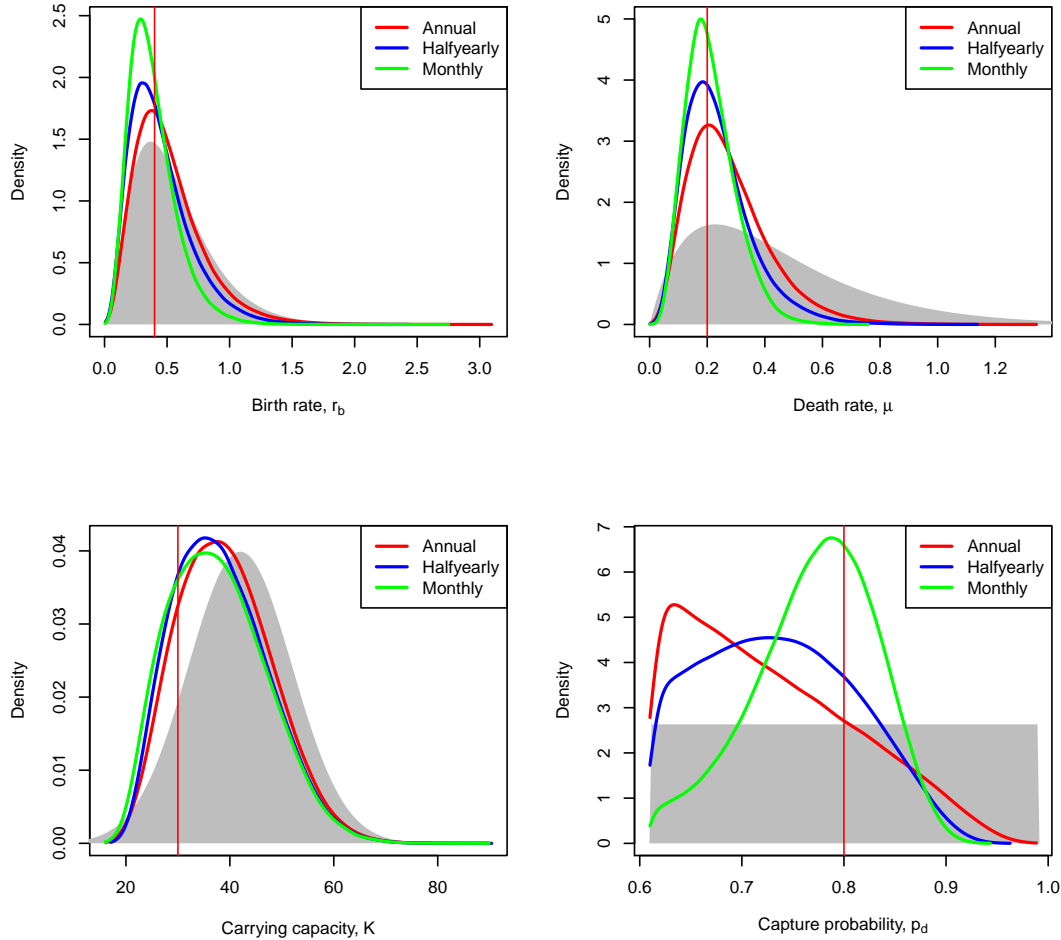 Annual
Halfyearly
Monthly
Density
0.0 0.5 1.0 1.5 2.0 2.5
0.0 0.5 1.0 1.5 2.0 2.5 3.0
Birth rate, r_b
Annual
Halfyearly
Monthly
Density
0 1 2 3 4 5
0.0 0.2 0.4 0.6 0.8 1.0 1.2
Death rate, μ
Annual
Halfyearly
Monthly
Density
0.00 0.01 0.02 0.03 0.04
20 40 60 80
Carrying capacity, K
Annual
Halfyearly
Monthly
Density
0 1 2 3 4 5 6 7
0.6 0.7 0.8 0.9 1.0
Capture probability, p_d